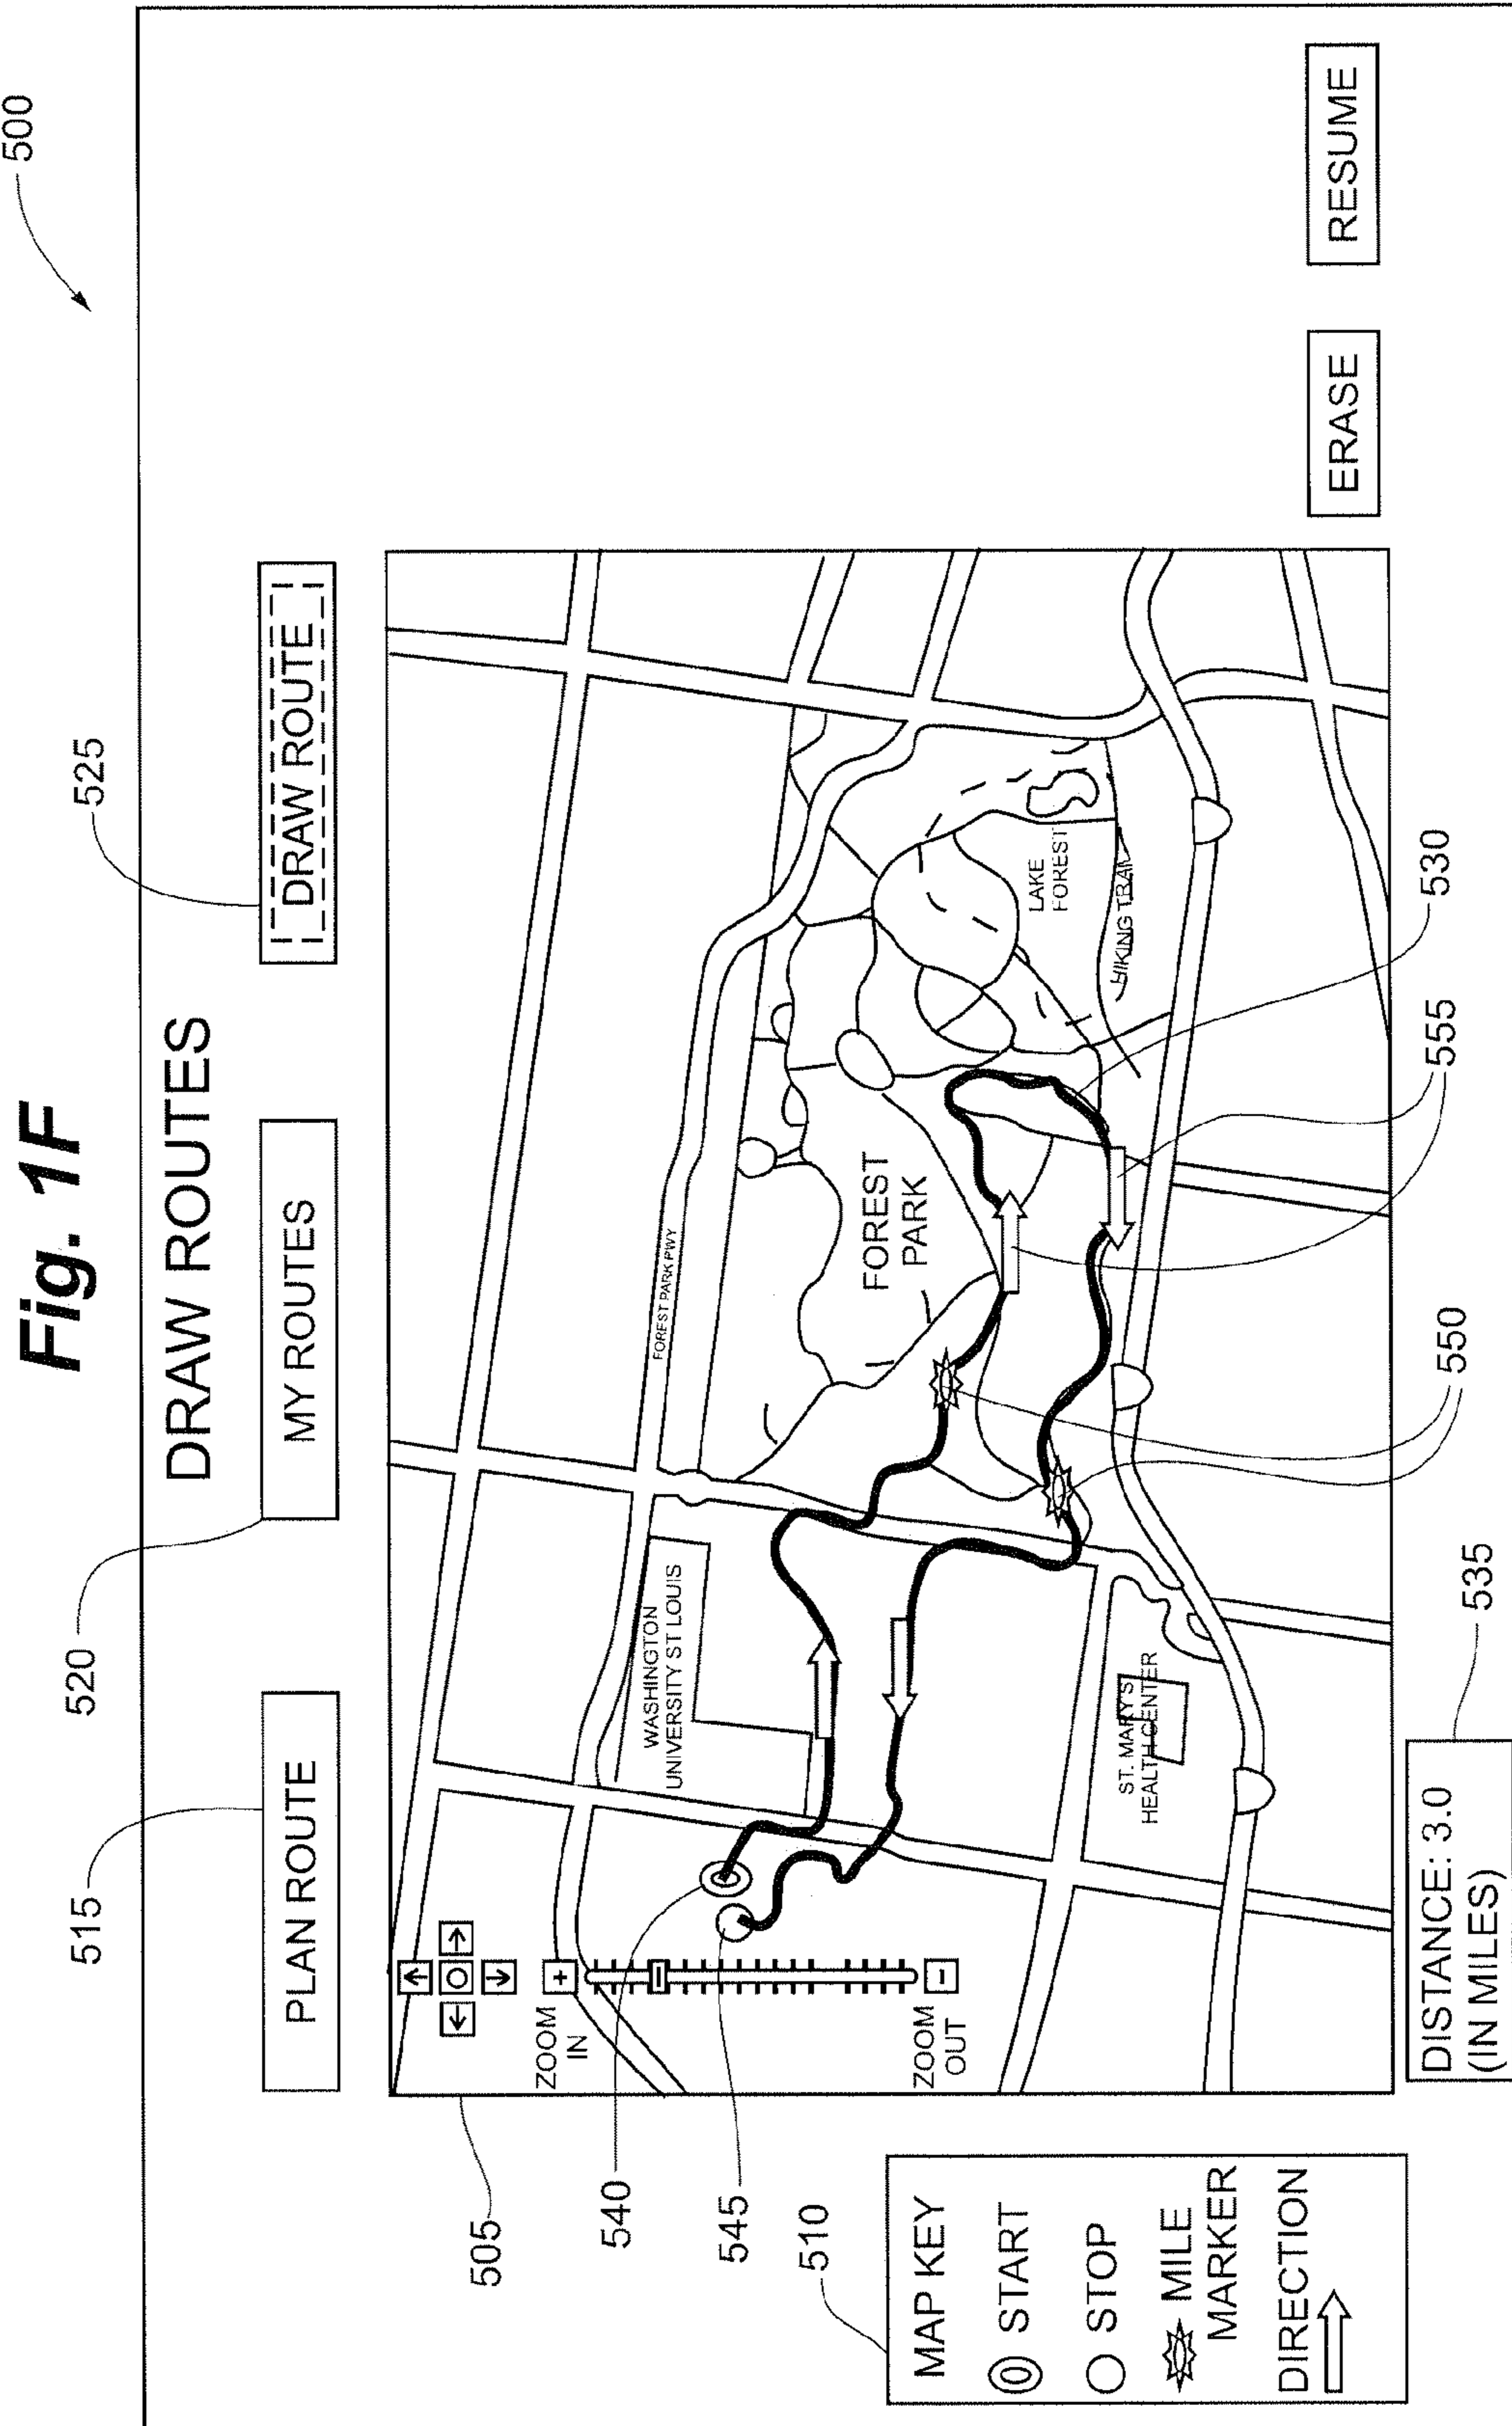 Fig. 1F
500
DRAW ROUTES
515
520
525
PLAN ROUTE
MY ROUTES
DRAW ROUTE
505
ZOOM
IN
ZOOM
OUT
540
545
510
MAP KEY
START
STOP
MILE
MARKER
DIRECTION
FOREST PARK PWY
WASHINGTON
UNIVERSITY ST LOUIS
FOREST
PARK
LAKE
FOREST
HIKING TRAIL
ST. MARY'S
HEALTH CENTER
530
555
550
535
DISTANCE: 3.0
(IN MILES)
ERASE
RESUME